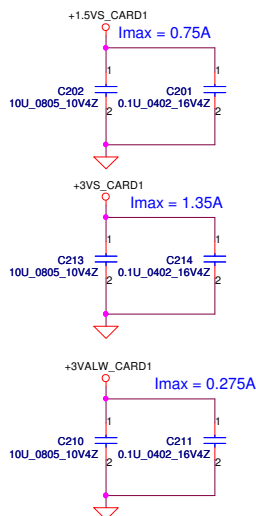 +1.5VS_CARD1
Imax = 0.75A
1 1
C202 C201
10U_0805_10V4Z 0.1U_0402_16V4Z
2 2
+3VS_CARD1
Imax = 1.35A
1 1
C213 C214
10U_0805_10V4Z 0.1U_0402_16V4Z
2 2
+3VALW_CARD1
Imax = 0.275A
1 1
C210 C211
10U_0805_10V4Z 0.1U_0402_16V4Z
2 2